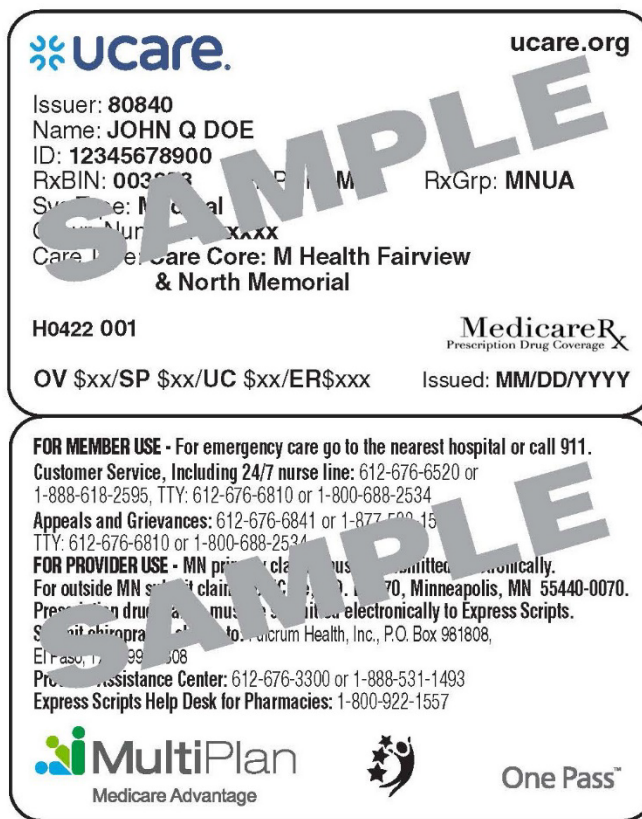 ucare.
ucare.org
Issuer: 80840
Name: JOHN Q DOE
ID: 12345678900
RxBIN: RxGrp: MNUA
Care Core: M Health Fairview
& North Memorial
H0422 001
MedicareRx
Prescription Drug Coverage
OV $xx/SP $xx/UC $xx/ER$xxx
Issued: MM/DD/YYYY
SAMPLE
FOR MEMBER USE - For emergency care go to the nearest hospital or call 911.
Customer Service, Including 24/7 nurse line: 612-676-6520 or
1-888-618-2595, TTY: 612-676-6810 or 1-800-688-2534
Appeals and Grievances: 612-676-6841 or
TTY: 612-676-6810 or 1-800-688-2534
FOR PROVIDER USE - MN
For outside MN Minneapolis, MN 55440-0070.
electronically to Express Scripts.
Fulcrum Health, Inc., P.O. Box 981808,
El Paso,
Assistance Center: 612-676-3300 or 1-888-531-1493
Express Scripts Help Desk for Pharmacies: 1-800-922-1557
SAMPLE
MultiPlan
Medicare Advantage
One Pass™